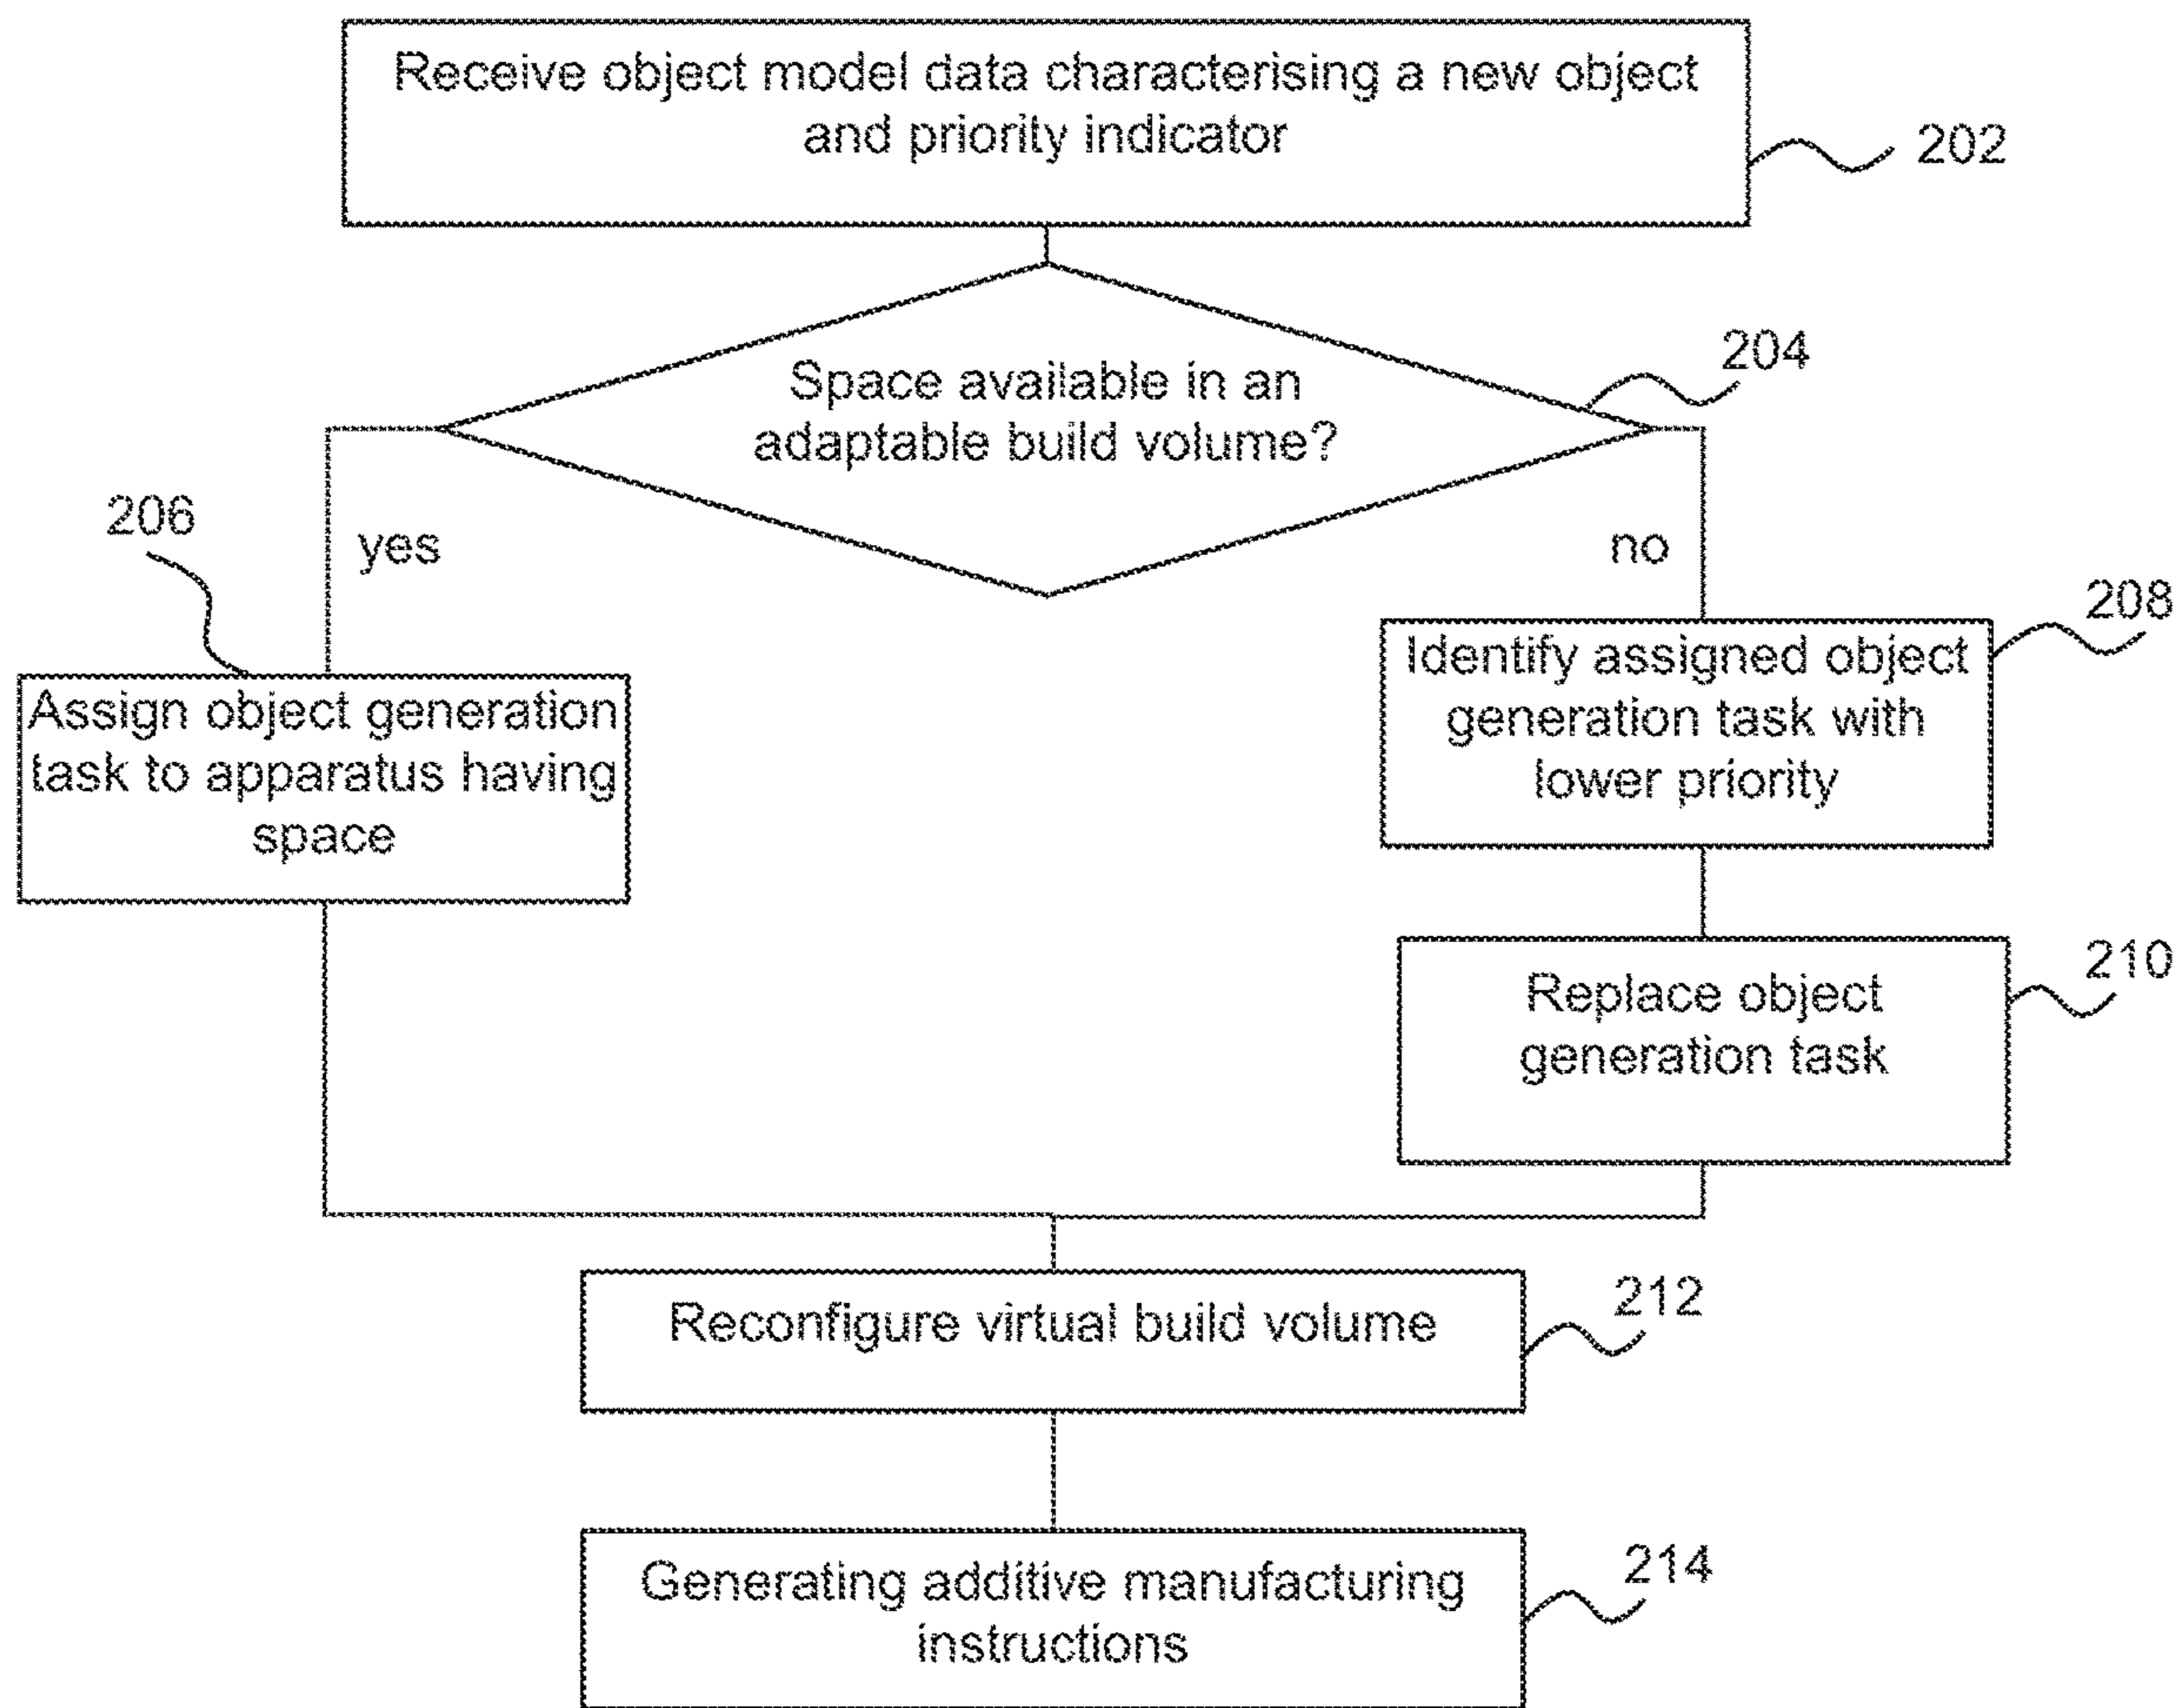 Receive object model data characterising a new object
and priority indicator
202
Space available in an
adaptable build volume?
204
206
yes
no
208
Assign object generation
task to apparatus having
space
Identify assigned object
generation task with
lower priority
210
Replace object
generation task
Reconfigure virtual build volume
212
Generating additive manufacturing
instructions
214